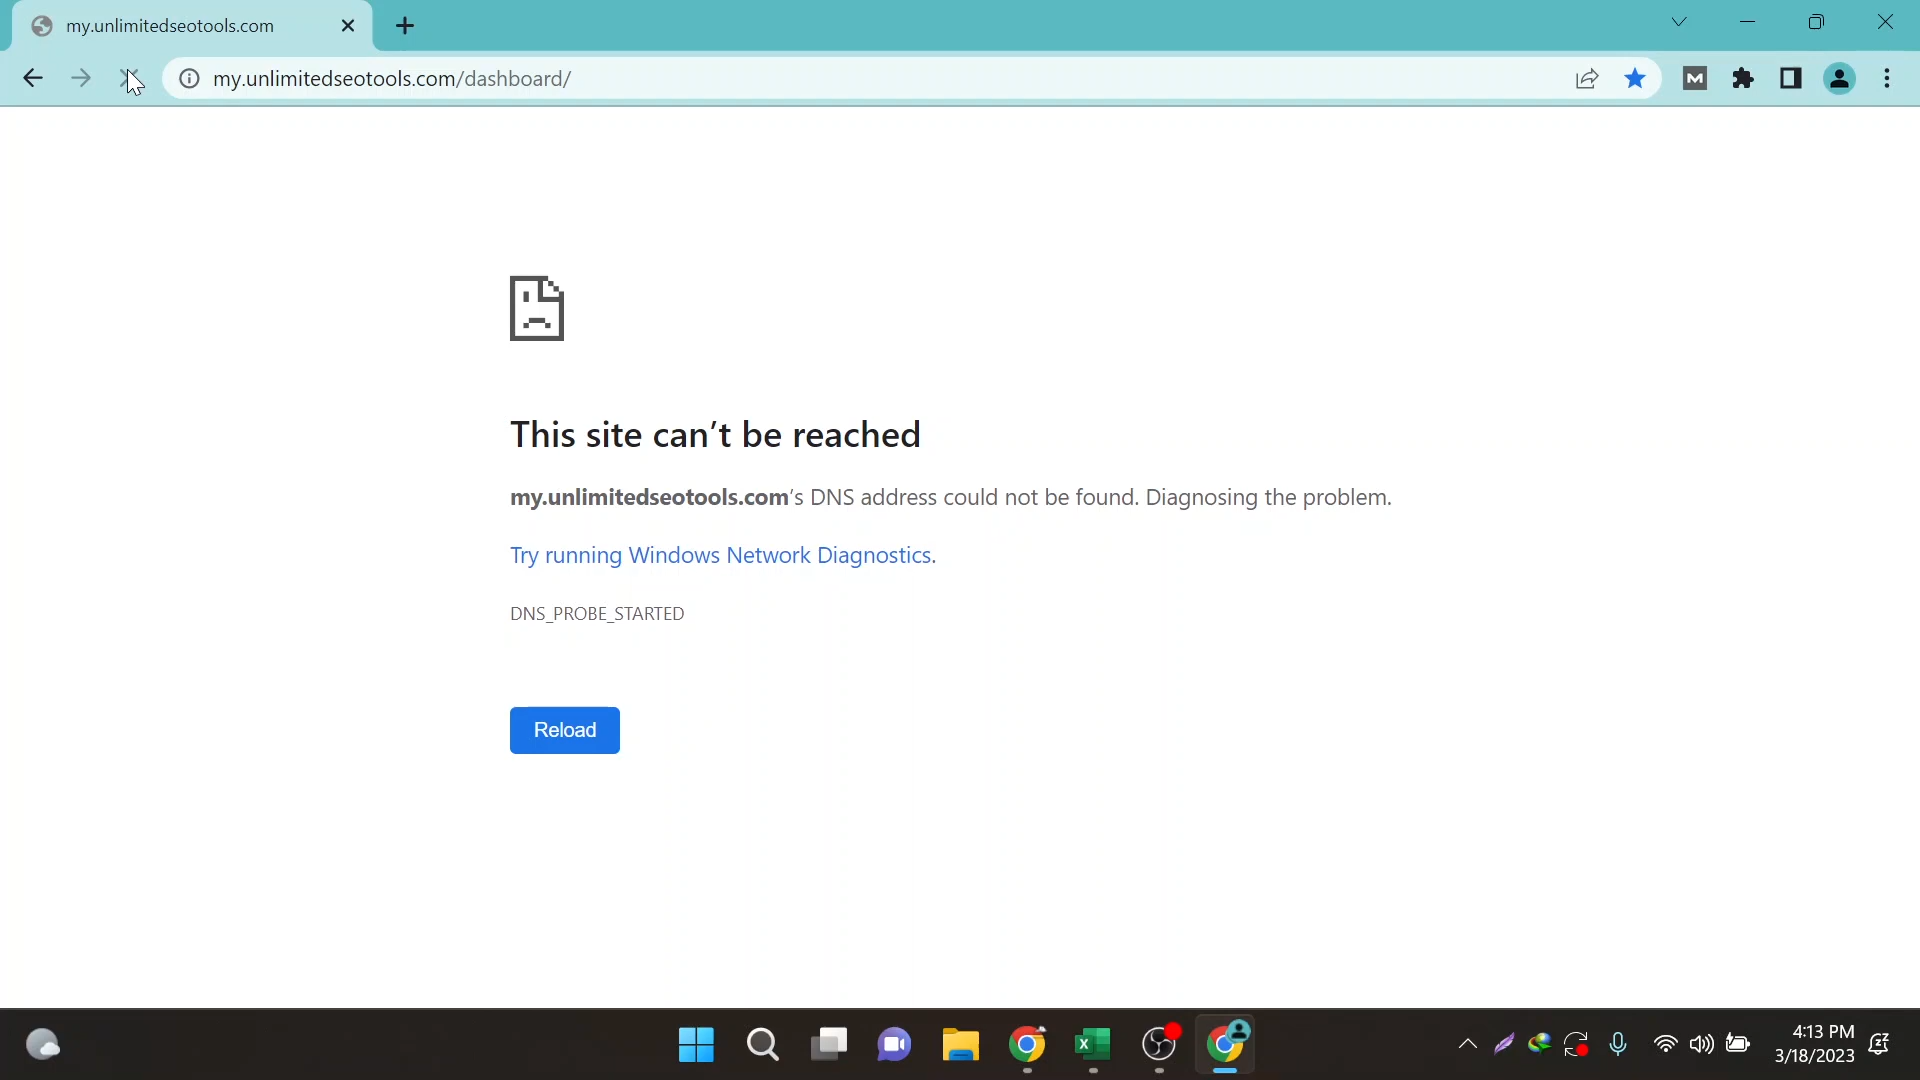 my.unlimitedseotools.com
my.unlimitedseotools.com/dashboard/
This site can’t be reached
my.unlimitedseotools.com’s DNS address could not be found. Diagnosing the problem.
Try running Windows Network Diagnostics.
DNS_PROBE_STARTED
Reload
4:13 PM
3/18/2023